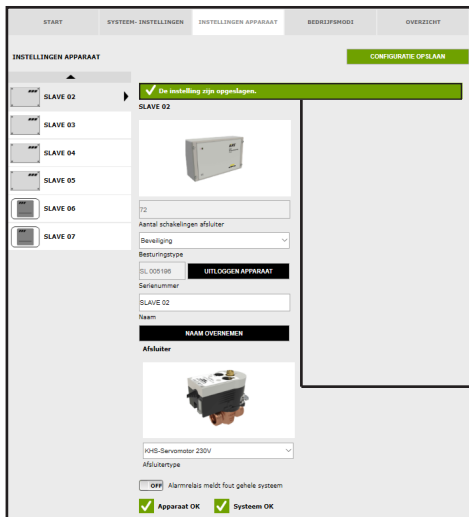 START
SYSTEEM- INSTELLINGEN
INSTELLINGEN APPARAAT
BEDRIJFSMODI
OVERZICHT
INSTELLINGEN APPARAAT
CONFIGURATIE OPSLAAN
SLAVE 02
SLAVE 03
SLAVE 04
SLAVE 05
SLAVE 06
SLAVE 07
De instelling zijn opgeslagen.
SLAVE 02
72
Aantal schakelingen afsluiter
Beveiliging
Besturingstype
SL 005196
UITLOGGEN APPARAAT
Serienummer
SLAVE 02
Naam
NAAM OVERNEMEN
Afsluiter
KHS-Servomotor 230V
Afsluitertype
OFF Alarmrelais meldt fout gehele systeem
Apparaat OK
Systeem OK